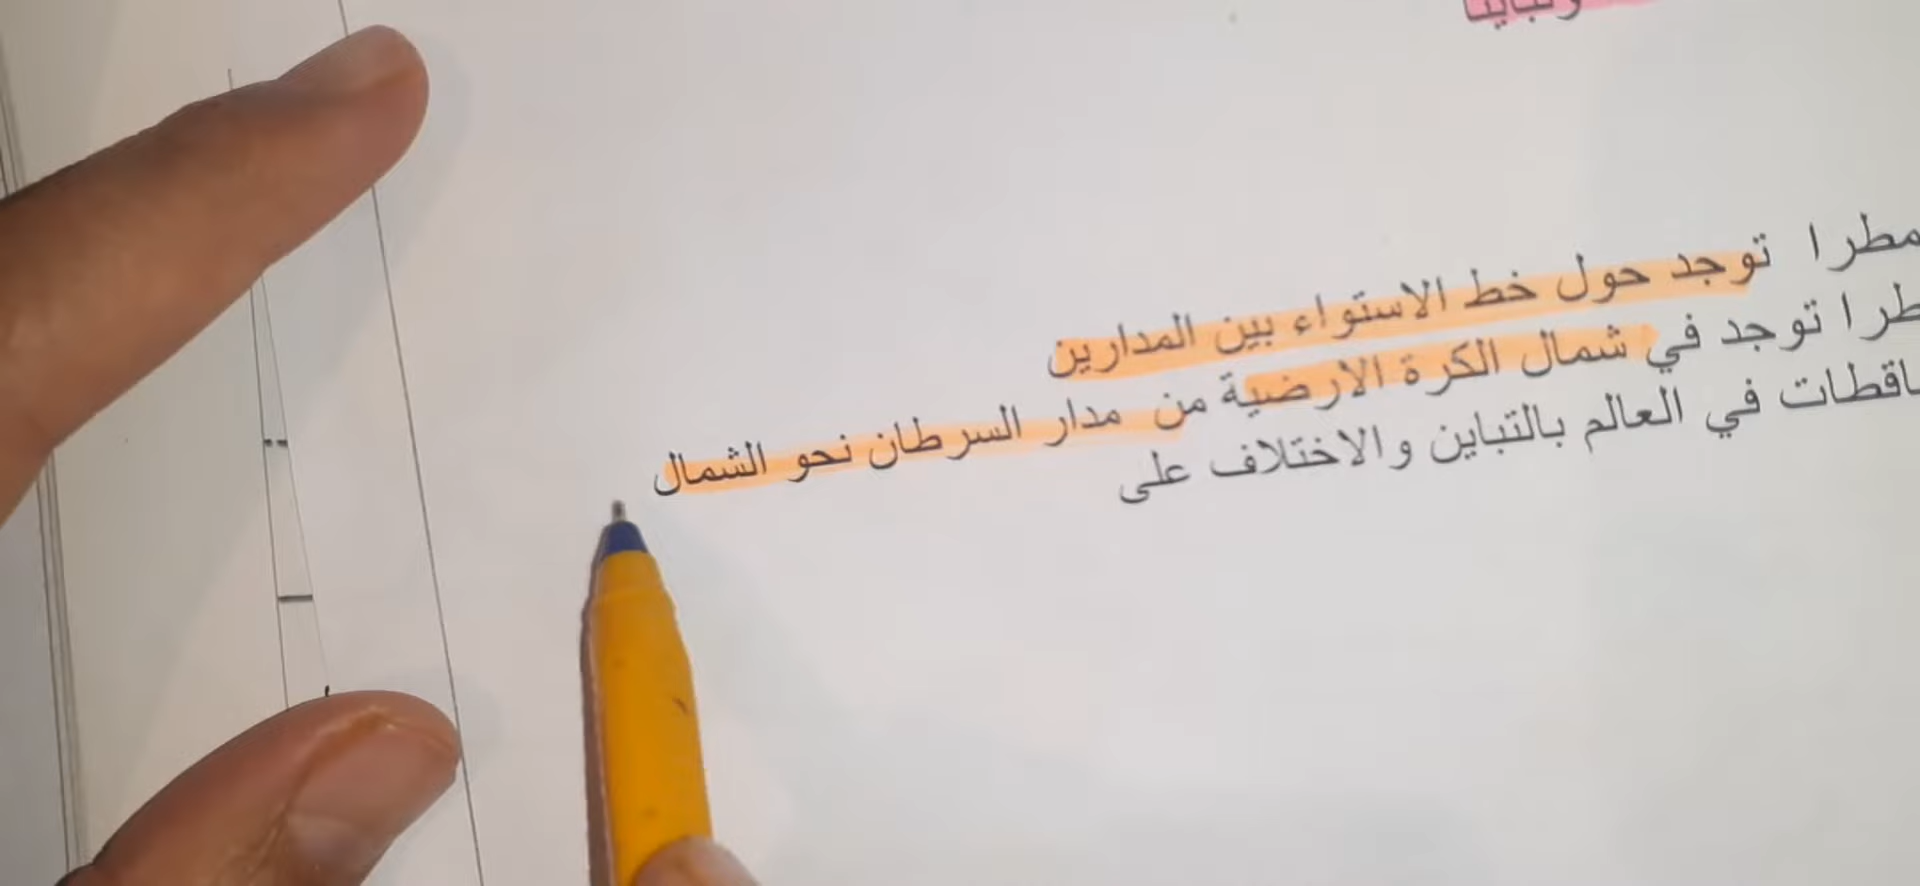 وتباينا
مطرا توجد حول خط الاستواء بين المدارين
طرا توجد في شمال الكرة الارضية من مدار السرطان نحو الشمال
اقطات في العالم بالتباين والاختلاف على